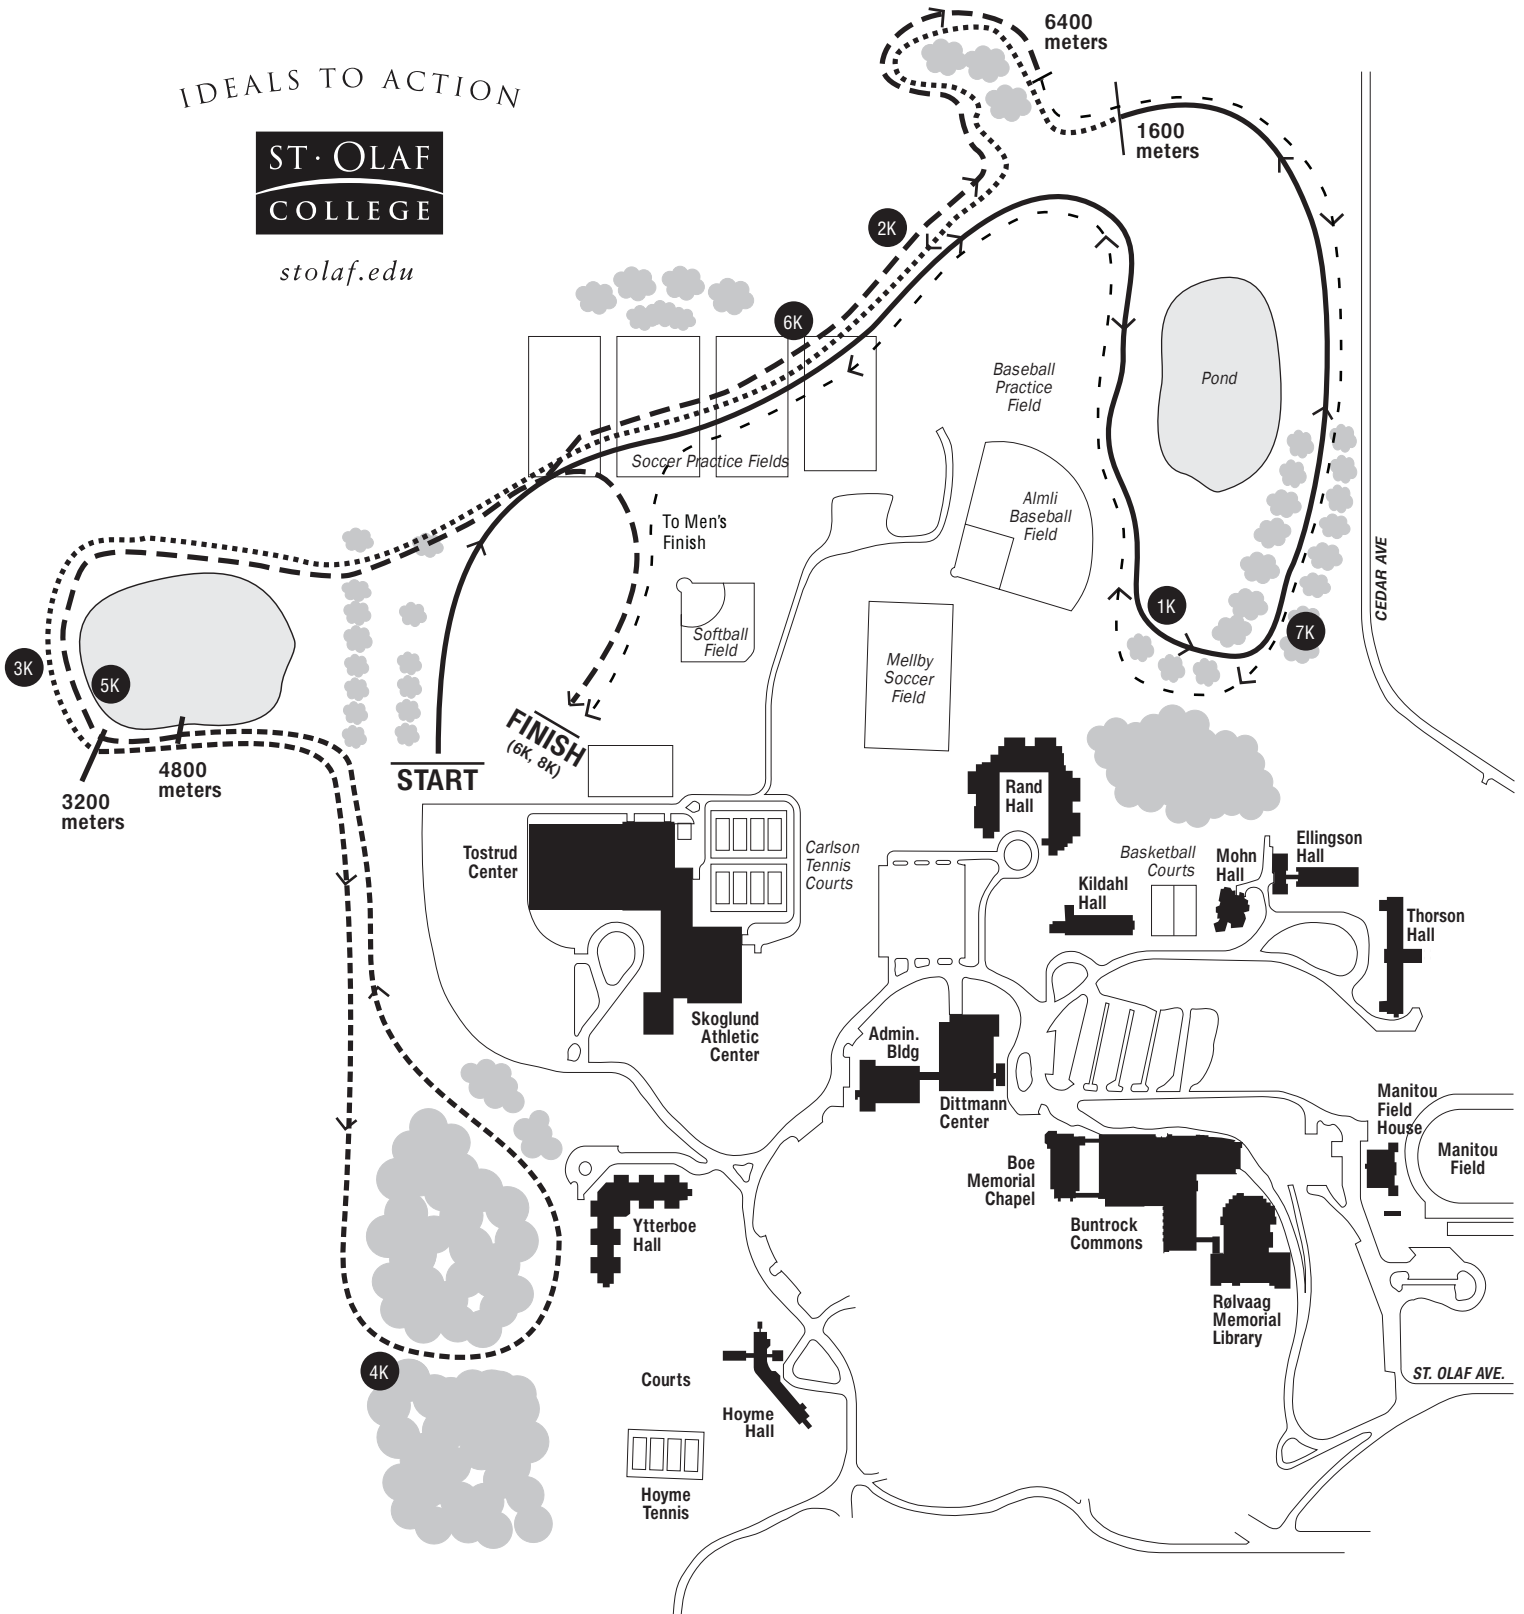 IDEALS TO ACTION
ST·OLAF
COLLEGE
stolaf.edu
6400
meters
1600
meters
2K
6K
Pond
Baseball
Practice
Field
Soccer Practice Fields
Almli
Baseball
Field
To Men's
Finish
CEDAR AVE
1K
7K
Softball
Field
Mellby
Soccer
Field
3K
5K
FINISH
(6K, 8K)
START
4800
meters
3200
meters
Rand
Hall
Tostrud
Center
Carlson
Tennis
Courts
Basketball
Courts
Mohn
Hall
Ellingson
Hall
Kildahl
Hall
Thorson
Hall
Skoglund
Athletic
Center
Admin.
Bldg
Dittmann
Center
Manitou
Field
House
Manitou
Field
Boe
Memorial
Chapel
Buntrock
Commons
Ytterboe
Hall
Rølvaag
Memorial
Library
4K
Courts
Hoyme
Hall
ST. OLAF AVE.
Hoyme
Tennis